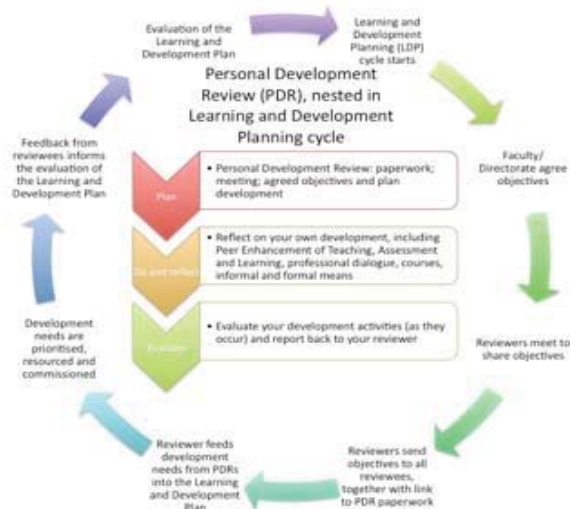 Evaluation of the
Learning and
Development Plan
Learning and
Development
Planning (LDP)
cycle starts
Personal Development
Review (PDR), nested in
Learning and Development
Planning cycle
Faculty/
Directorate agree
objectives
Feedback from
reviewees informs
the evaluation of
the Learning and
Development Plan
Plan
• Personal Development Review: paperwork;
meeting; agreed objectives and plan
development
Do and reflect
• Reflect on your own development, including
Peer Enhancement of Teaching, Assessment
and Learning, professional dialogue, courses,
informal and formal means
Evaluate
• Evaluate your development activities (as they
occur) and report back to your reviewer
Development
needs are
prioritised,
resourced and
commissioned
Reviewers meet to
share objectives
Reviewer feeds
development
needs from PDRs
into the Learning
and Development
Plan
Reviewers send
objectives to all
reviewees,
together with link
to PDR paperwork